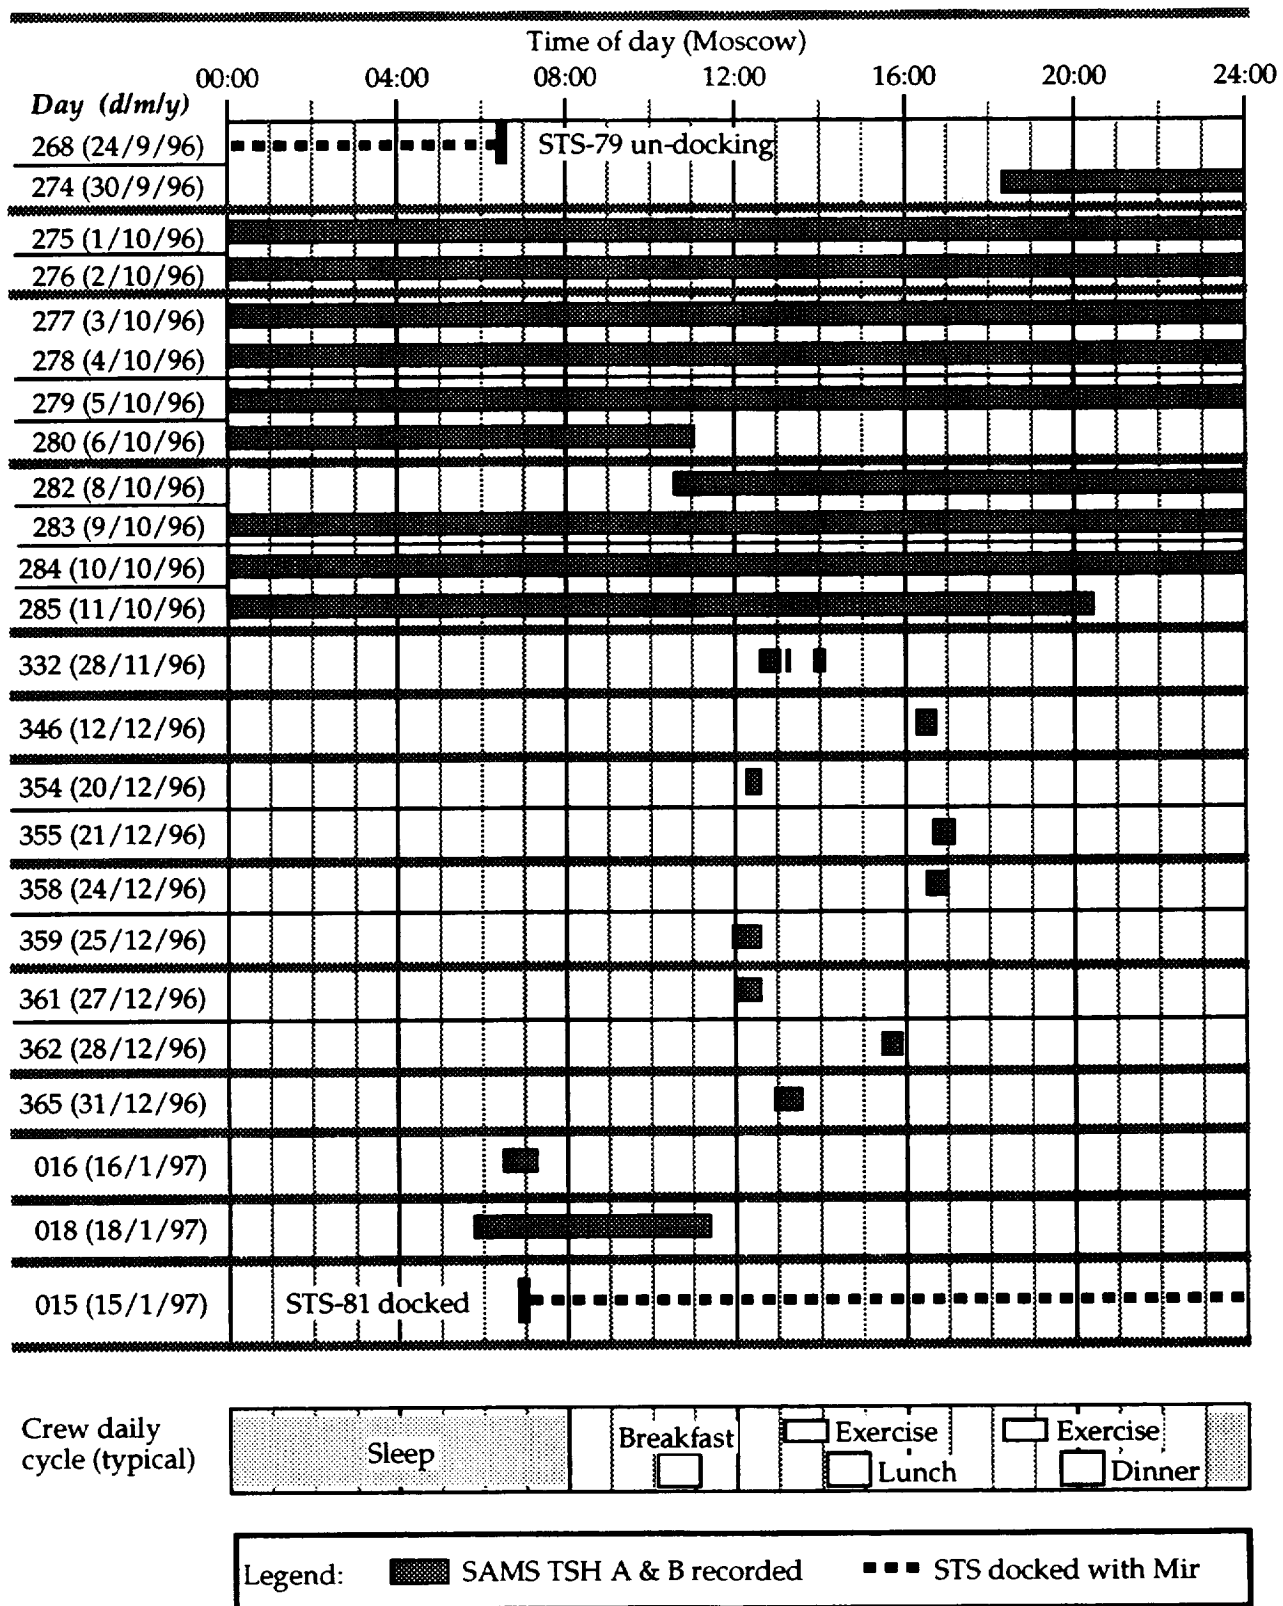 Time of day (Moscow)
00:00 04:00 08:00 12:00 16:00 20:00 24:00
Day (d/m/y)
268 (24/9/96) STS-79 un-docking
274 (30/9/96)
275 (1/10/96)
276 (2/10/96)
277 (3/10/96)
278 (4/10/96)
279 (5/10/96)
280 (6/10/96)
282 (8/10/96)
283 (9/10/96)
284 (10/10/96)
285 (11/10/96)
332 (28/11/96)
346 (12/12/96)
354 (20/12/96)
355 (21/12/96)
358 (24/12/96)
359 (25/12/96)
361 (27/12/96)
362 (28/12/96)
365 (31/12/96)
016 (16/1/97)
018 (18/1/97)
015 (15/1/97) STS-81 docked
Crew daily
cycle (typical)
Sleep
Breakfast
Exercise
Lunch
Exercise
Dinner
Legend: SAMS TSH A & B recorded STS docked with Mir